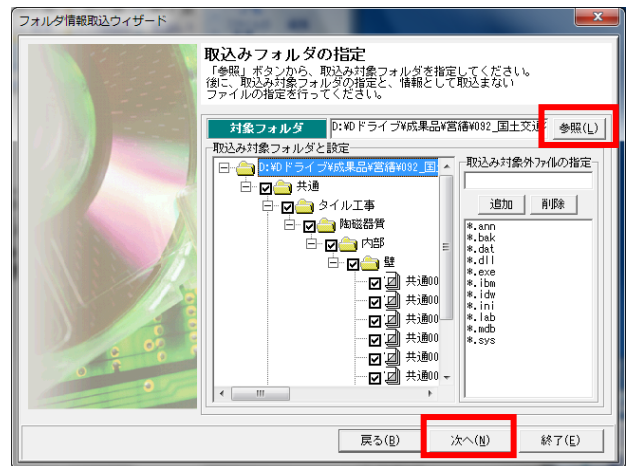 フォルダ情報取込ウィザード
取込みフォルダの指定
「参照」ボタンから、取込み対象フォルダを指定してください。
後に、取込み対象フォルダの指定と、情報として取込まない
ファイルの指定を行ってください。
対象フォルダ
D:¥Dドライブ¥成果品¥営繕¥092_国土交通
参照(L)
取込み対象フォルダと設定
D:¥Dドライブ¥成果品¥営繕¥092_国
共通
タイル工事
陶磁器質
内部
壁
共通00
共通00
共通00
共通00
共通00
共通00
取込み対象外ファイルの指定
追加
削除
*.ann
*.bak
*.dat
*.dll
*.exe
*.ibm
*.idw
*.ini
*.lab
*.mdb
*.sys
戻る(B)
次へ(N)
終了(E)